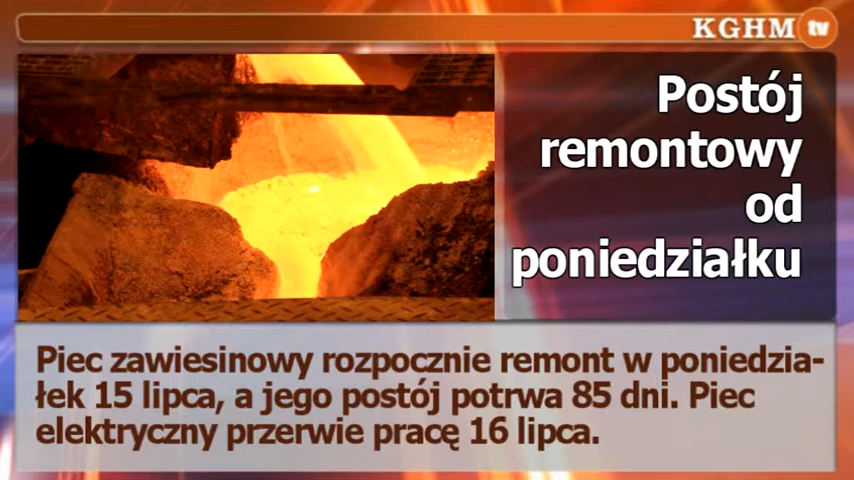 KGHM tv
Postój
remontowy
od
poniedziałku
Piec zawiesinowy rozpocznie remont w poniedzia-
łek 15 lipca, a jego postój potrwa 85 dni. Piec
elektryczny przerwie pracę 16 lipca.